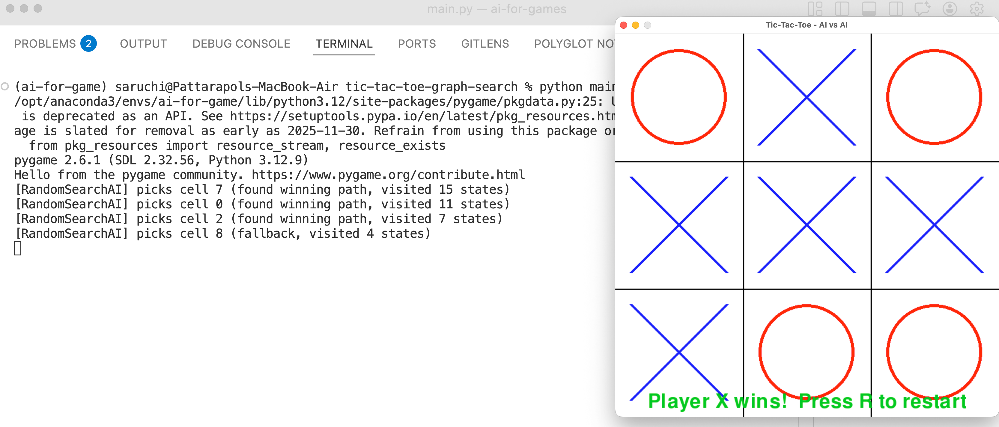 main.py — ai-for-games
PROBLEMS 2 OUTPUT DEBUG CONSOLE TERMINAL PORTS GITLENS POLYGLOT
(ai-for-game) saruchi@Pattarapols-MacBook-Air tic-tac-toe-graph-search % python
/opt/anaconda3/envs/ai-for-game/lib/python3.12/site-packages/pygame/pkgdata.py:25:
is deprecated as an API. See https://setuptools.pypa.io/en/latest/pkg_resources.htm
age is slated for removal as early as 2025-11-30. Refrain from using this package or
from pkg_resources import resource_stream, resource_exists
pygame 2.6.1 (SDL 2.32.56, Python 3.12.9)
Hello from the pygame community. https://www.pygame.org/contribute.html
[RandomSearchAI] picks cell 7 (found winning path, visited 15 states)
[RandomSearchAI] picks cell 0 (found winning path, visited 11 states)
[RandomSearchAI] picks cell 2 (found winning path, visited 7 states)
[RandomSearchAI] picks cell 8 (fallback, visited 4 states)
Tic-Tac-Toe - AI vs AI
Player X wins! Press R to restart